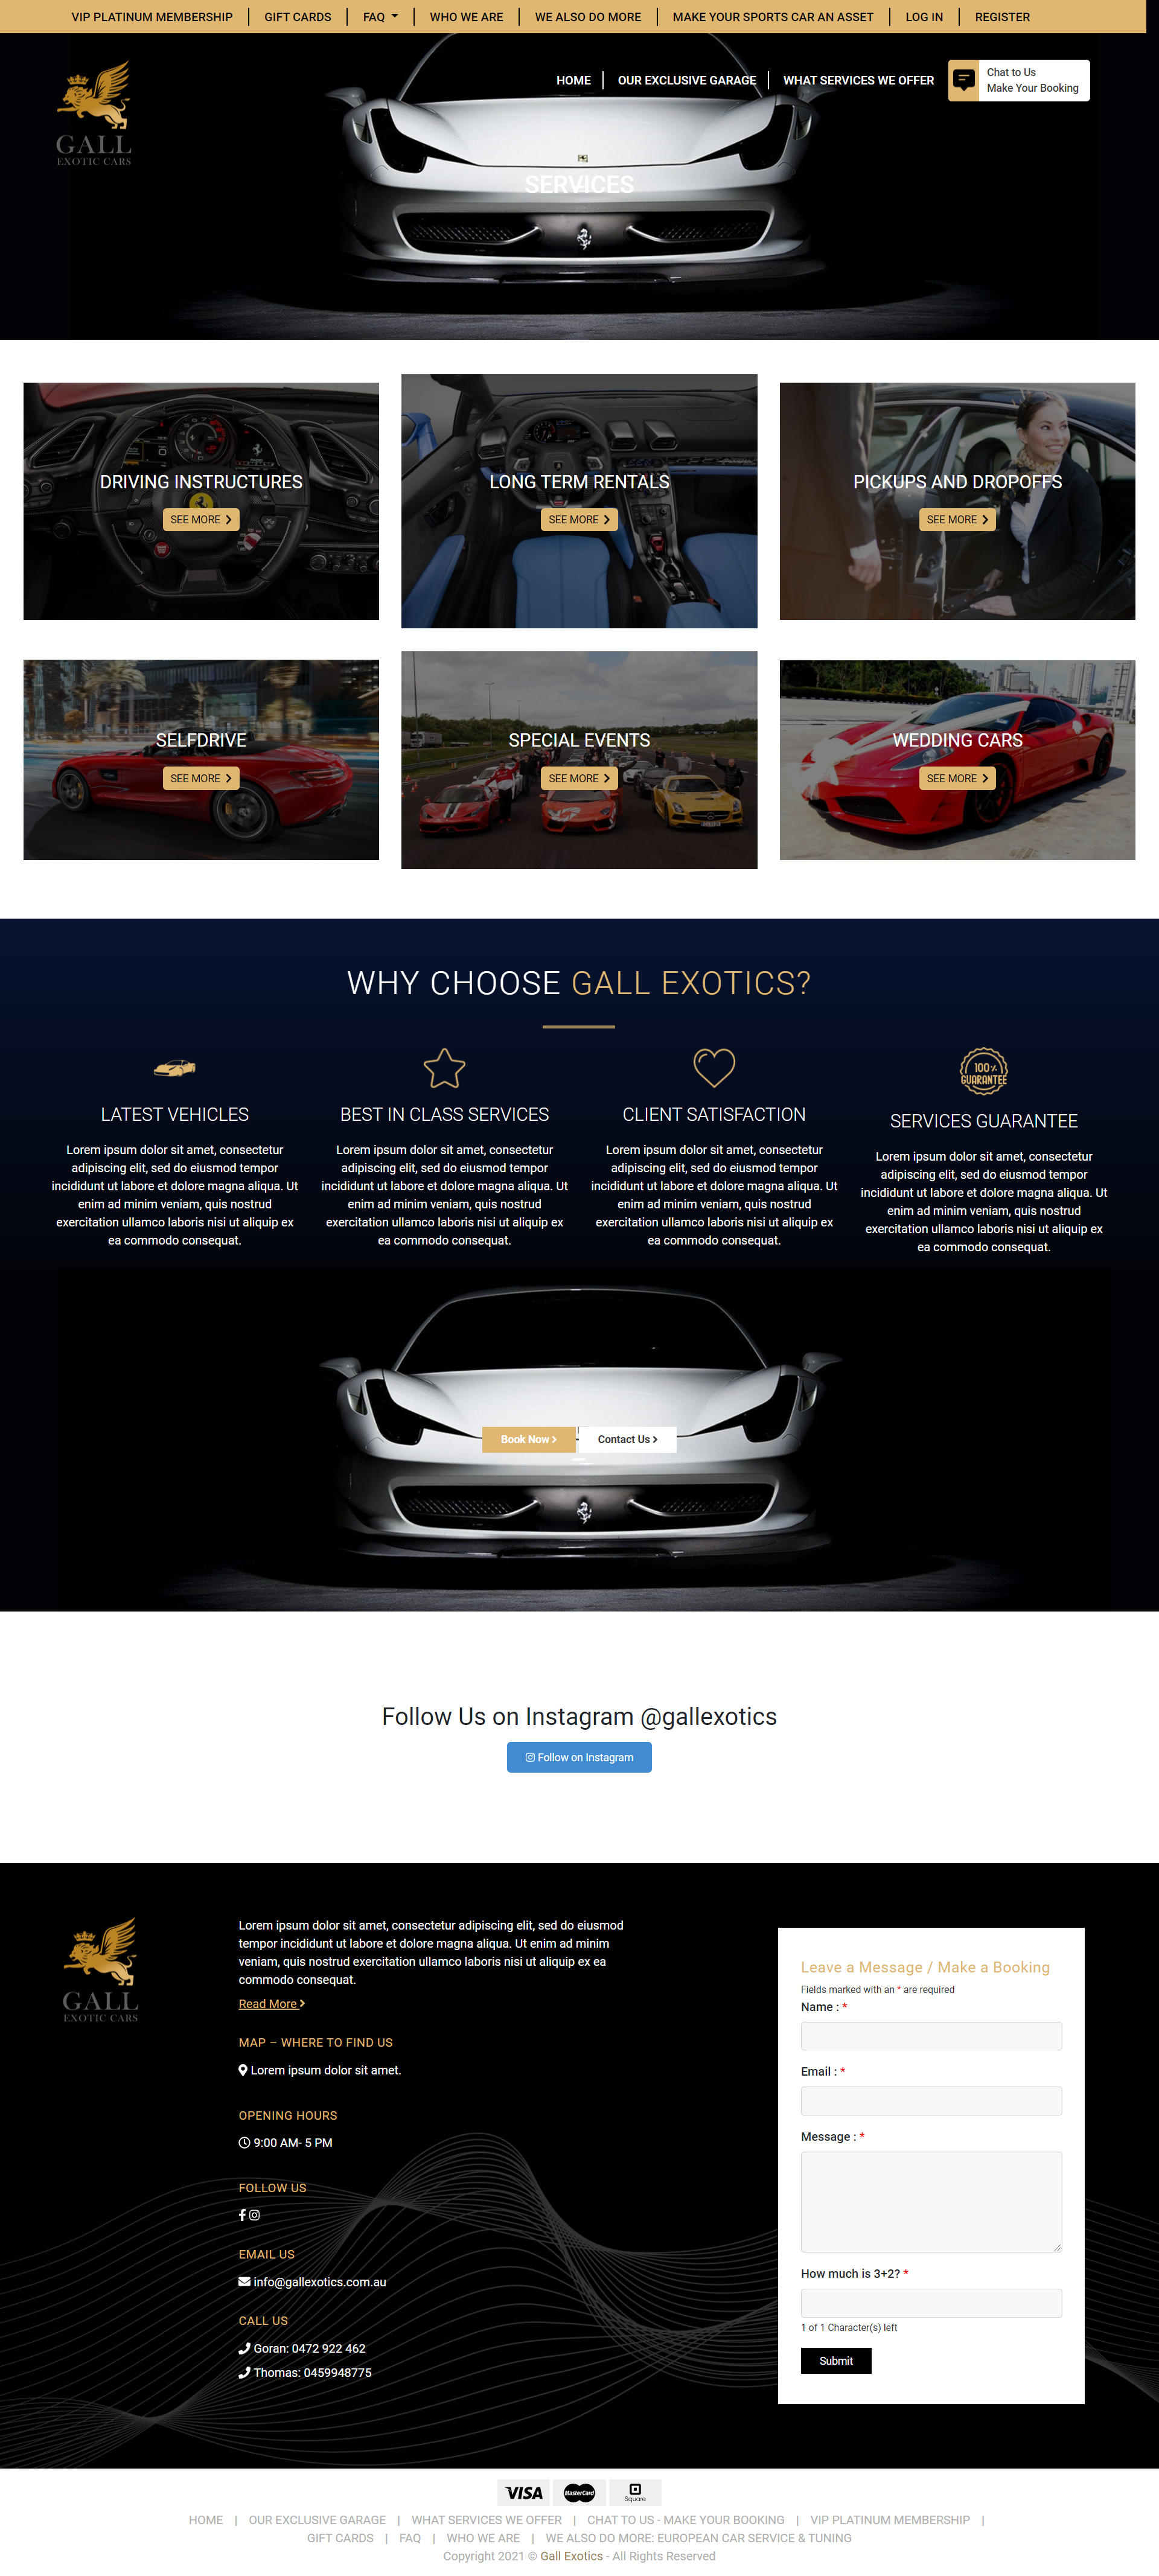 VIP PLATINUM MEMBERSHIP
GIFT CARDS
FAQ
WHO WE ARE
WE ALSO DO MORE
MAKE YOUR SPORTS CAR AN ASSET
LOG IN
REGISTER
GALL
EXOTIC CARS
HOME
OUR EXCLUSIVE GARAGE
WHAT SERVICES WE OFFER
Chat to Us
Make Your Booking
SERVICES
DRIVING INSTRUCTURES
SEE MORE
LONG TERM RENTALS
SEE MORE
PICKUPS AND DROPOFFS
SEE MORE
SELFDRIVE
SEE MORE
SPECIAL EVENTS
SEE MORE
WEDDING CARS
SEE MORE
WHY CHOOSE GALL EXOTICS?
LATEST VEHICLES
Lorem ipsum dolor sit amet, consectetur
adipiscing elit, sed do eiusmod tempor
incididunt ut labore et dolore magna aliqua. Ut
enim ad minim veniam, quis nostrud
exercitation ullamco laboris nisi ut aliquip ex
ea commodo consequat.
BEST IN CLASS SERVICES
Lorem ipsum dolor sit amet, consectetur
adipiscing elit, sed do eiusmod tempor
incididunt ut labore et dolore magna aliqua. Ut
enim ad minim veniam, quis nostrud
exercitation ullamco laboris nisi ut aliquip ex
ea commodo consequat.
CLIENT SATISFACTION
Lorem ipsum dolor sit amet, consectetur
adipiscing elit, sed do eiusmod tempor
incididunt ut labore et dolore magna aliqua. Ut
enim ad minim veniam, quis nostrud
exercitation ullamco laboris nisi ut aliquip ex
ea commodo consequat.
100%
GUARANTEE
SERVICES GUARANTEE
Lorem ipsum dolor sit amet, consectetur
adipiscing elit, sed do eiusmod tempor
incididunt ut labore et dolore magna aliqua. Ut
enim ad minim veniam, quis nostrud
exercitation ullamco laboris nisi ut aliquip ex
ea commodo consequat.
Book Now
Contact Us
Follow Us on Instagram @gallexotics
Follow on Instagram
GALL
EXOTIC CARS
Lorem ipsum dolor sit amet, consectetur adipiscing elit, sed do eiusmod
tempor incididunt ut labore et dolore magna aliqua. Ut enim ad minim
veniam, quis nostrud exercitation ullamco laboris nisi ut aliquip ex ea
commodo consequat.
Read More
MAP – WHERE TO FIND US
Lorem ipsum dolor sit amet.
OPENING HOURS
9:00 AM- 5 PM
FOLLOW US
EMAIL US
info@gallexotics.com.au
CALL US
Goran: 0472 922 462
Thomas: 0459948775
Leave a Message / Make a Booking
Fields marked with an * are required
Name : *
Email : *
Message : *
How much is 3+2? *
1 of 1 Character(s) left
Submit
VISA
MasterCard
Square
HOME | OUR EXCLUSIVE GARAGE | WHAT SERVICES WE OFFER | CHAT TO US - MAKE YOUR BOOKING | VIP PLATINUM MEMBERSHIP |
GIFT CARDS | FAQ | WHO WE ARE | WE ALSO DO MORE: EUROPEAN CAR SERVICE & TUNING
Copyright 2021 © Gall Exotics - All Rights Reserved